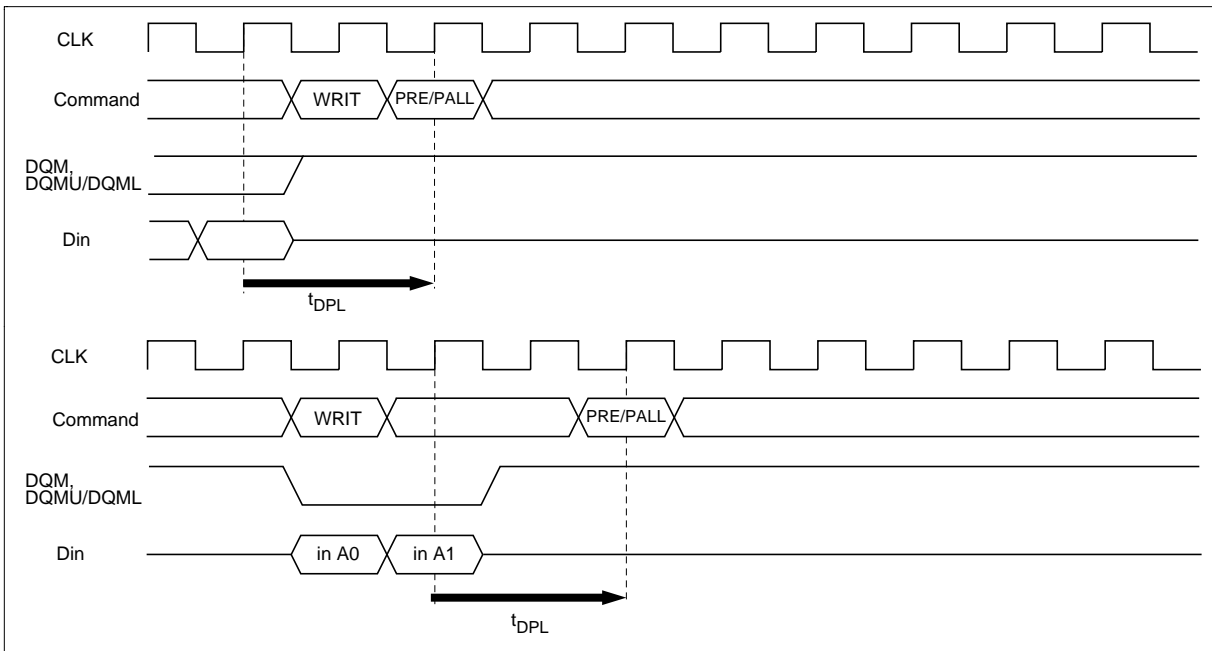 CLK
Command WRIT PRE/PALL
DQM,
DQMU/DQML
Din
tDPL
CLK
Command WRIT PRE/PALL
DQM,
DQMU/DQML
Din in A0 in A1
tDPL